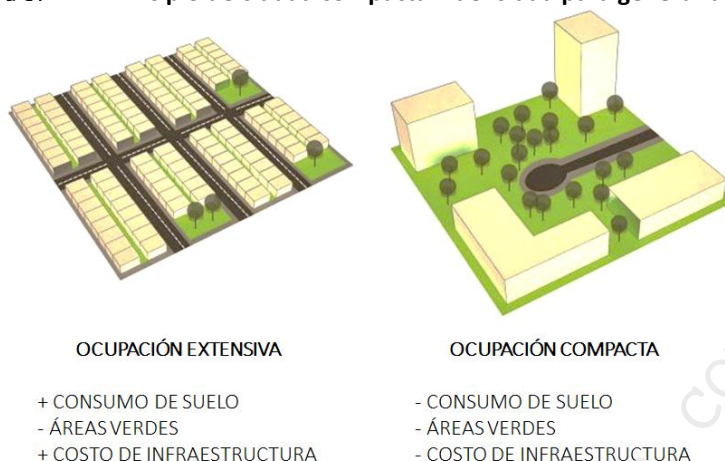 OCUPACIÓN EXTENSIVA
+ CONSUMO DE SUELO
- ÁREAS VERDES
+ COSTO DE INFRAESTRUCTURA
OCUPACIÓN COMPACTA
- CONSUMO DE SUELO
- ÁREAS VERDES
- COSTO DE INFRAESTRUCTURA